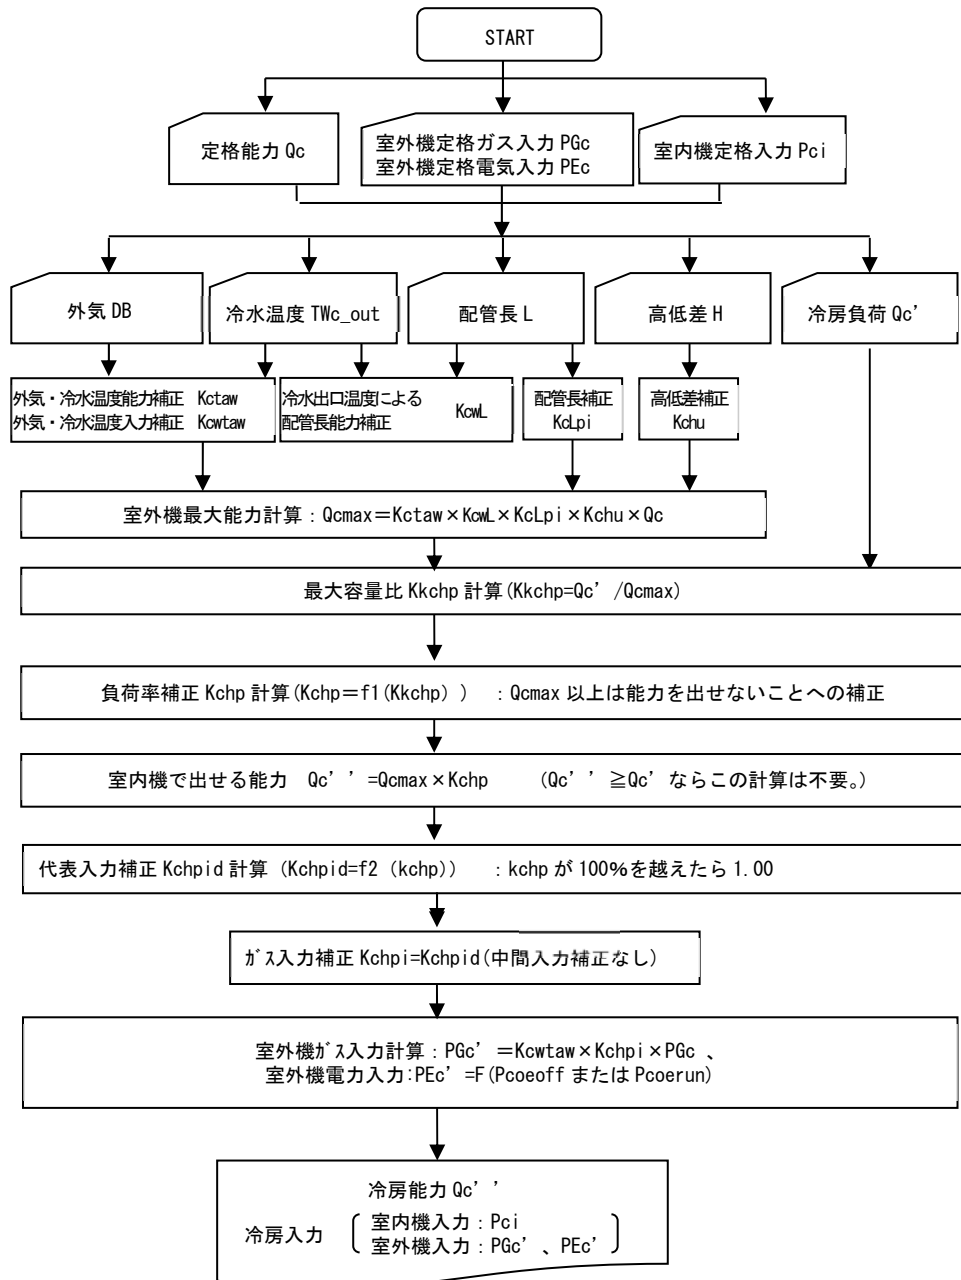 START
定格能力 Qc
室外機定格ガス入力 PGc
室外機定格電気入力 PEc
室内機定格入力 Pci
外気 DB
冷水温度 TWc_out
配管長 L
高低差 H
冷房負荷 Qc’
外気・冷水温度能力補正 Kctaw
外気・冷水温度入力補正 Kcwtaw
冷水出口温度による
配管長能力補正
KcwL
配管長補正
KcLpi
高低差補正
Kchu
室外機最大能力計算：Qcmax＝Kctaw×KcwL×KcLpi×Kchu×Qc
最大容量比 Kkchp 計算(Kkchp=Qc’/Qcmax)
負荷率補正 Kchp 計算(Kchp＝f1(Kkchp) )　：Qcmax 以上は能力を出せないことへの補正
室内機で出せる能力　Qc’’=Qcmax×Kchp　　（Qc’’≧Qc’ならこの計算は不要。）
代表入力補正 Kchpid 計算 (Kchpid=f2 (kchp))　：kchp が 100%を越えたら 1.00
ｶﾞｽ入力補正 Kchpi=Kchpid(中間入力補正なし)
室外機ｶﾞｽ入力計算：PGc’＝Kcwtaw×Kchpi×PGc 、
室外機電力入力:PEc’=F(Pcoeoff または Pcoerun)
冷房能力 Qc’’
冷房入力
室内機入力：Pci
室外機入力：PGc’、PEc’